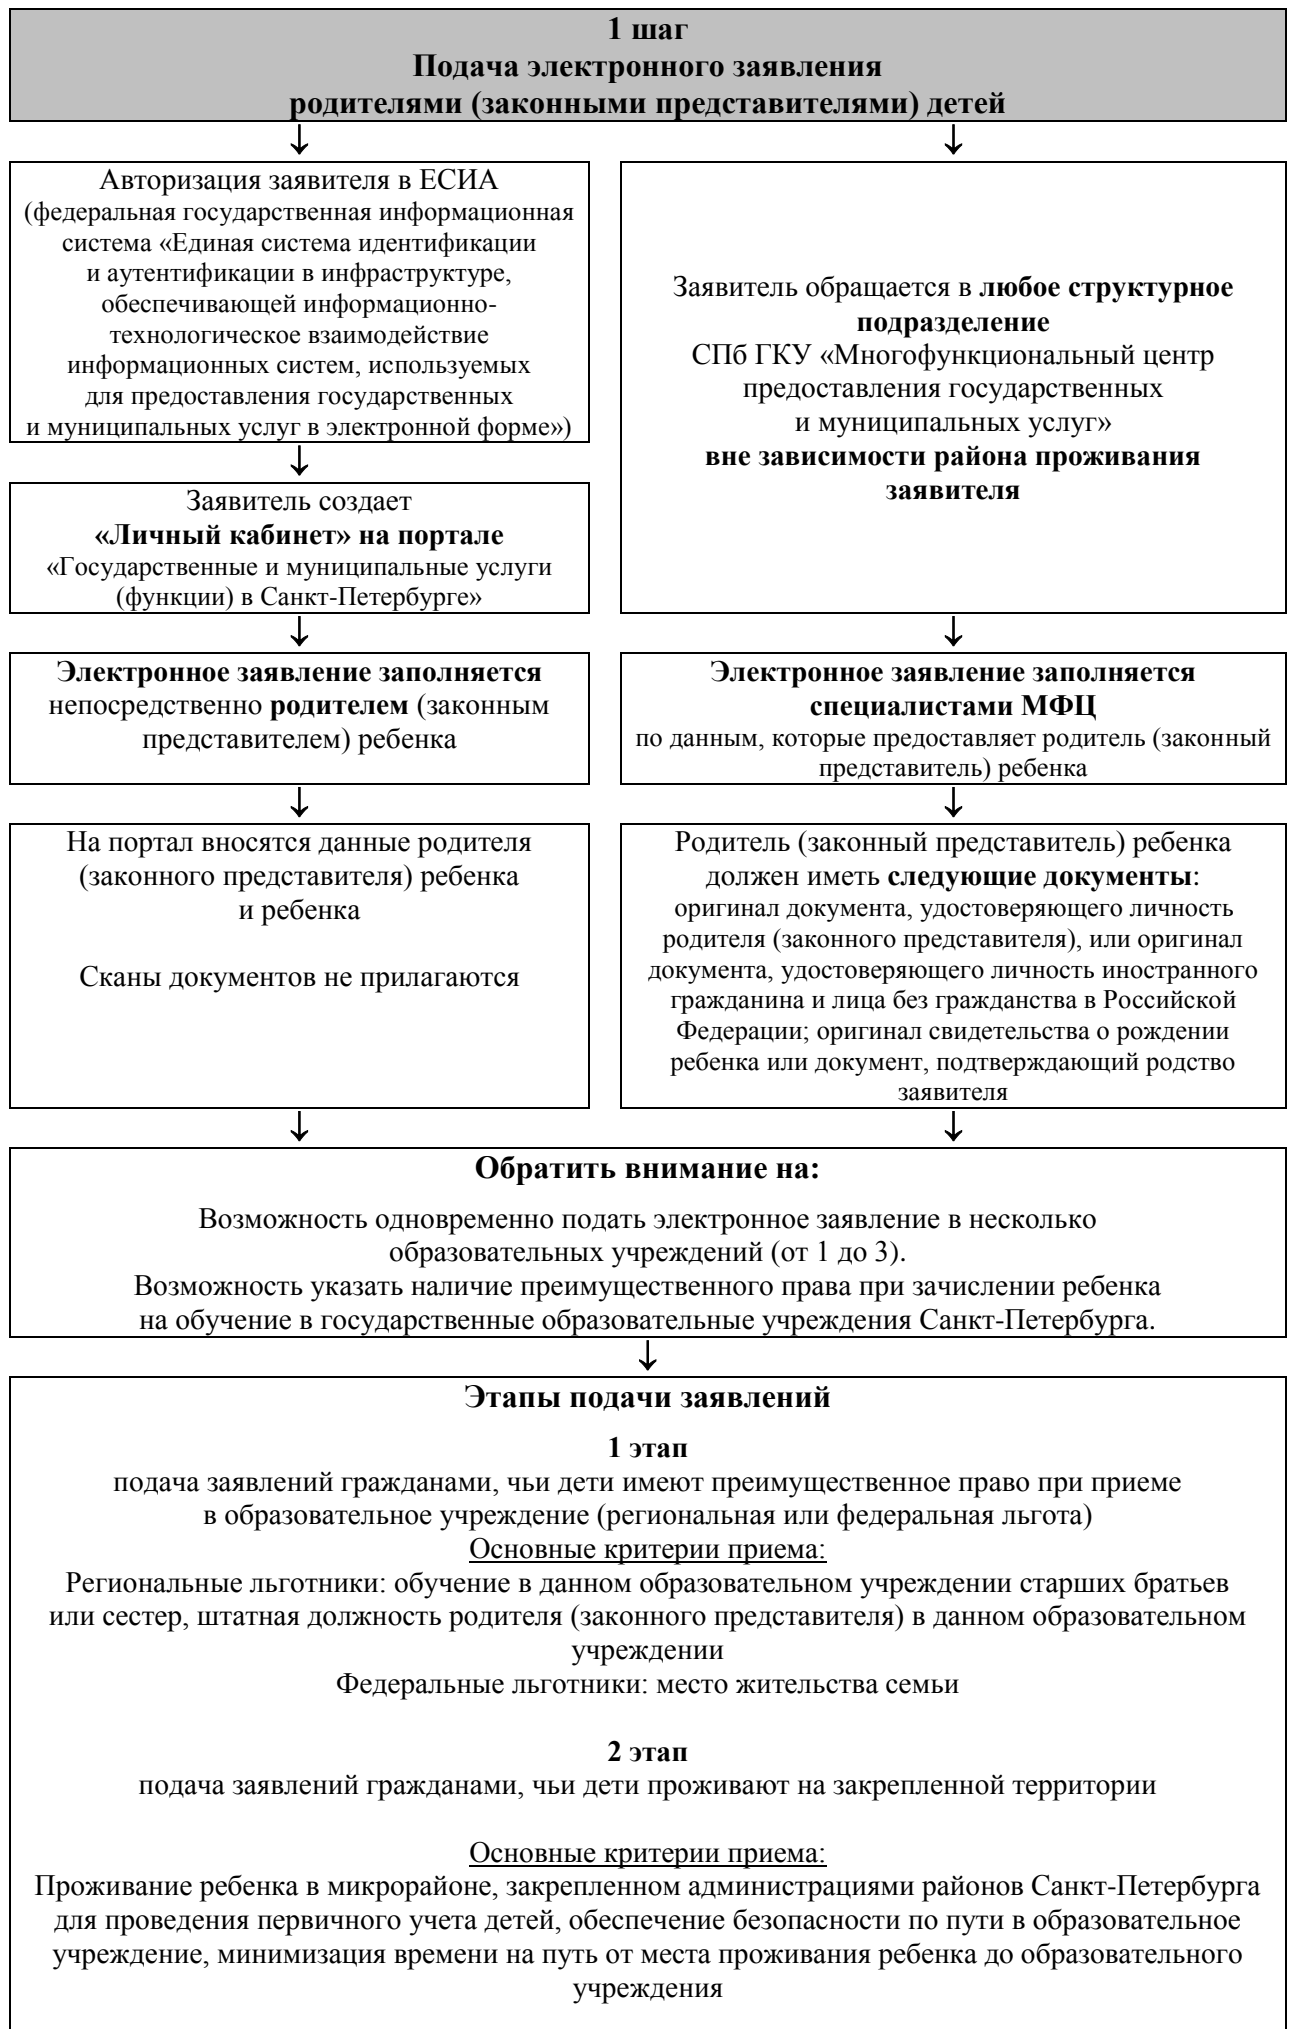 1 шаг
Подача электронного заявления
родителями (законными представителями) детей
↓
↓
Авторизация заявителя в ЕСИА
(федеральная государственная информационная
система «Единая система идентификации
и аутентификации в инфраструктуре,
обеспечивающей информационно-
технологическое взаимодействие
информационных систем, используемых
для предоставления государственных
и муниципальных услуг в электронной форме»)
↓
Заявитель создает
«Личный кабинет» на портале
«Государственные и муниципальные услуги
(функции) в Санкт-Петербурге»
Заявитель обращается в любое структурное
подразделение
СПб ГКУ «Многофункциональный центр
предоставления государственных
и муниципальных услуг»
вне зависимости района проживания
заявителя
↓
↓
Электронное заявление заполняется
непосредственно родителем (законным
представителем) ребенка
Электронное заявление заполняется
специалистами МФЦ
по данным, которые предоставляет родитель (законный
представитель) ребенка
↓
↓
На портал вносятся данные родителя
(законного представителя) ребенка
и ребенка
Сканы документов не прилагаются
Родитель (законный представитель) ребенка
должен иметь следующие документы:
оригинал документа, удостоверяющего личность
родителя (законного представителя), или оригинал
документа, удостоверяющего личность иностранного
гражданина и лица без гражданства в Российской
Федерации; оригинал свидетельства о рождении
ребенка или документ, подтверждающий родство
заявителя
↓
↓
Обратить внимание на:
Возможность одновременно подать электронное заявление в несколько
образовательных учреждений (от 1 до 3).
Возможность указать наличие преимущественного права при зачислении ребенка
на обучение в государственные образовательные учреждения Санкт-Петербурга.
↓
Этапы подачи заявлений
1 этап
подача заявлений гражданами, чьи дети имеют преимущественное право при приеме
в образовательное учреждение (региональная или федеральная льгота)
Основные критерии приема:
Региональные льготники: обучение в данном образовательном учреждении старших братьев
или сестер, штатная должность родителя (законного представителя) в данном образовательном
учреждении
Федеральные льготники: место жительства семьи
2 этап
подача заявлений гражданами, чьи дети проживают на закрепленной территории
Основные критерии приема:
Проживание ребенка в микрорайоне, закрепленном администрациями районов Санкт-Петербурга
для проведения первичного учета детей, обеспечение безопасности по пути в образовательное
учреждение, минимизация времени на путь от места проживания ребенка до образовательного
учреждения